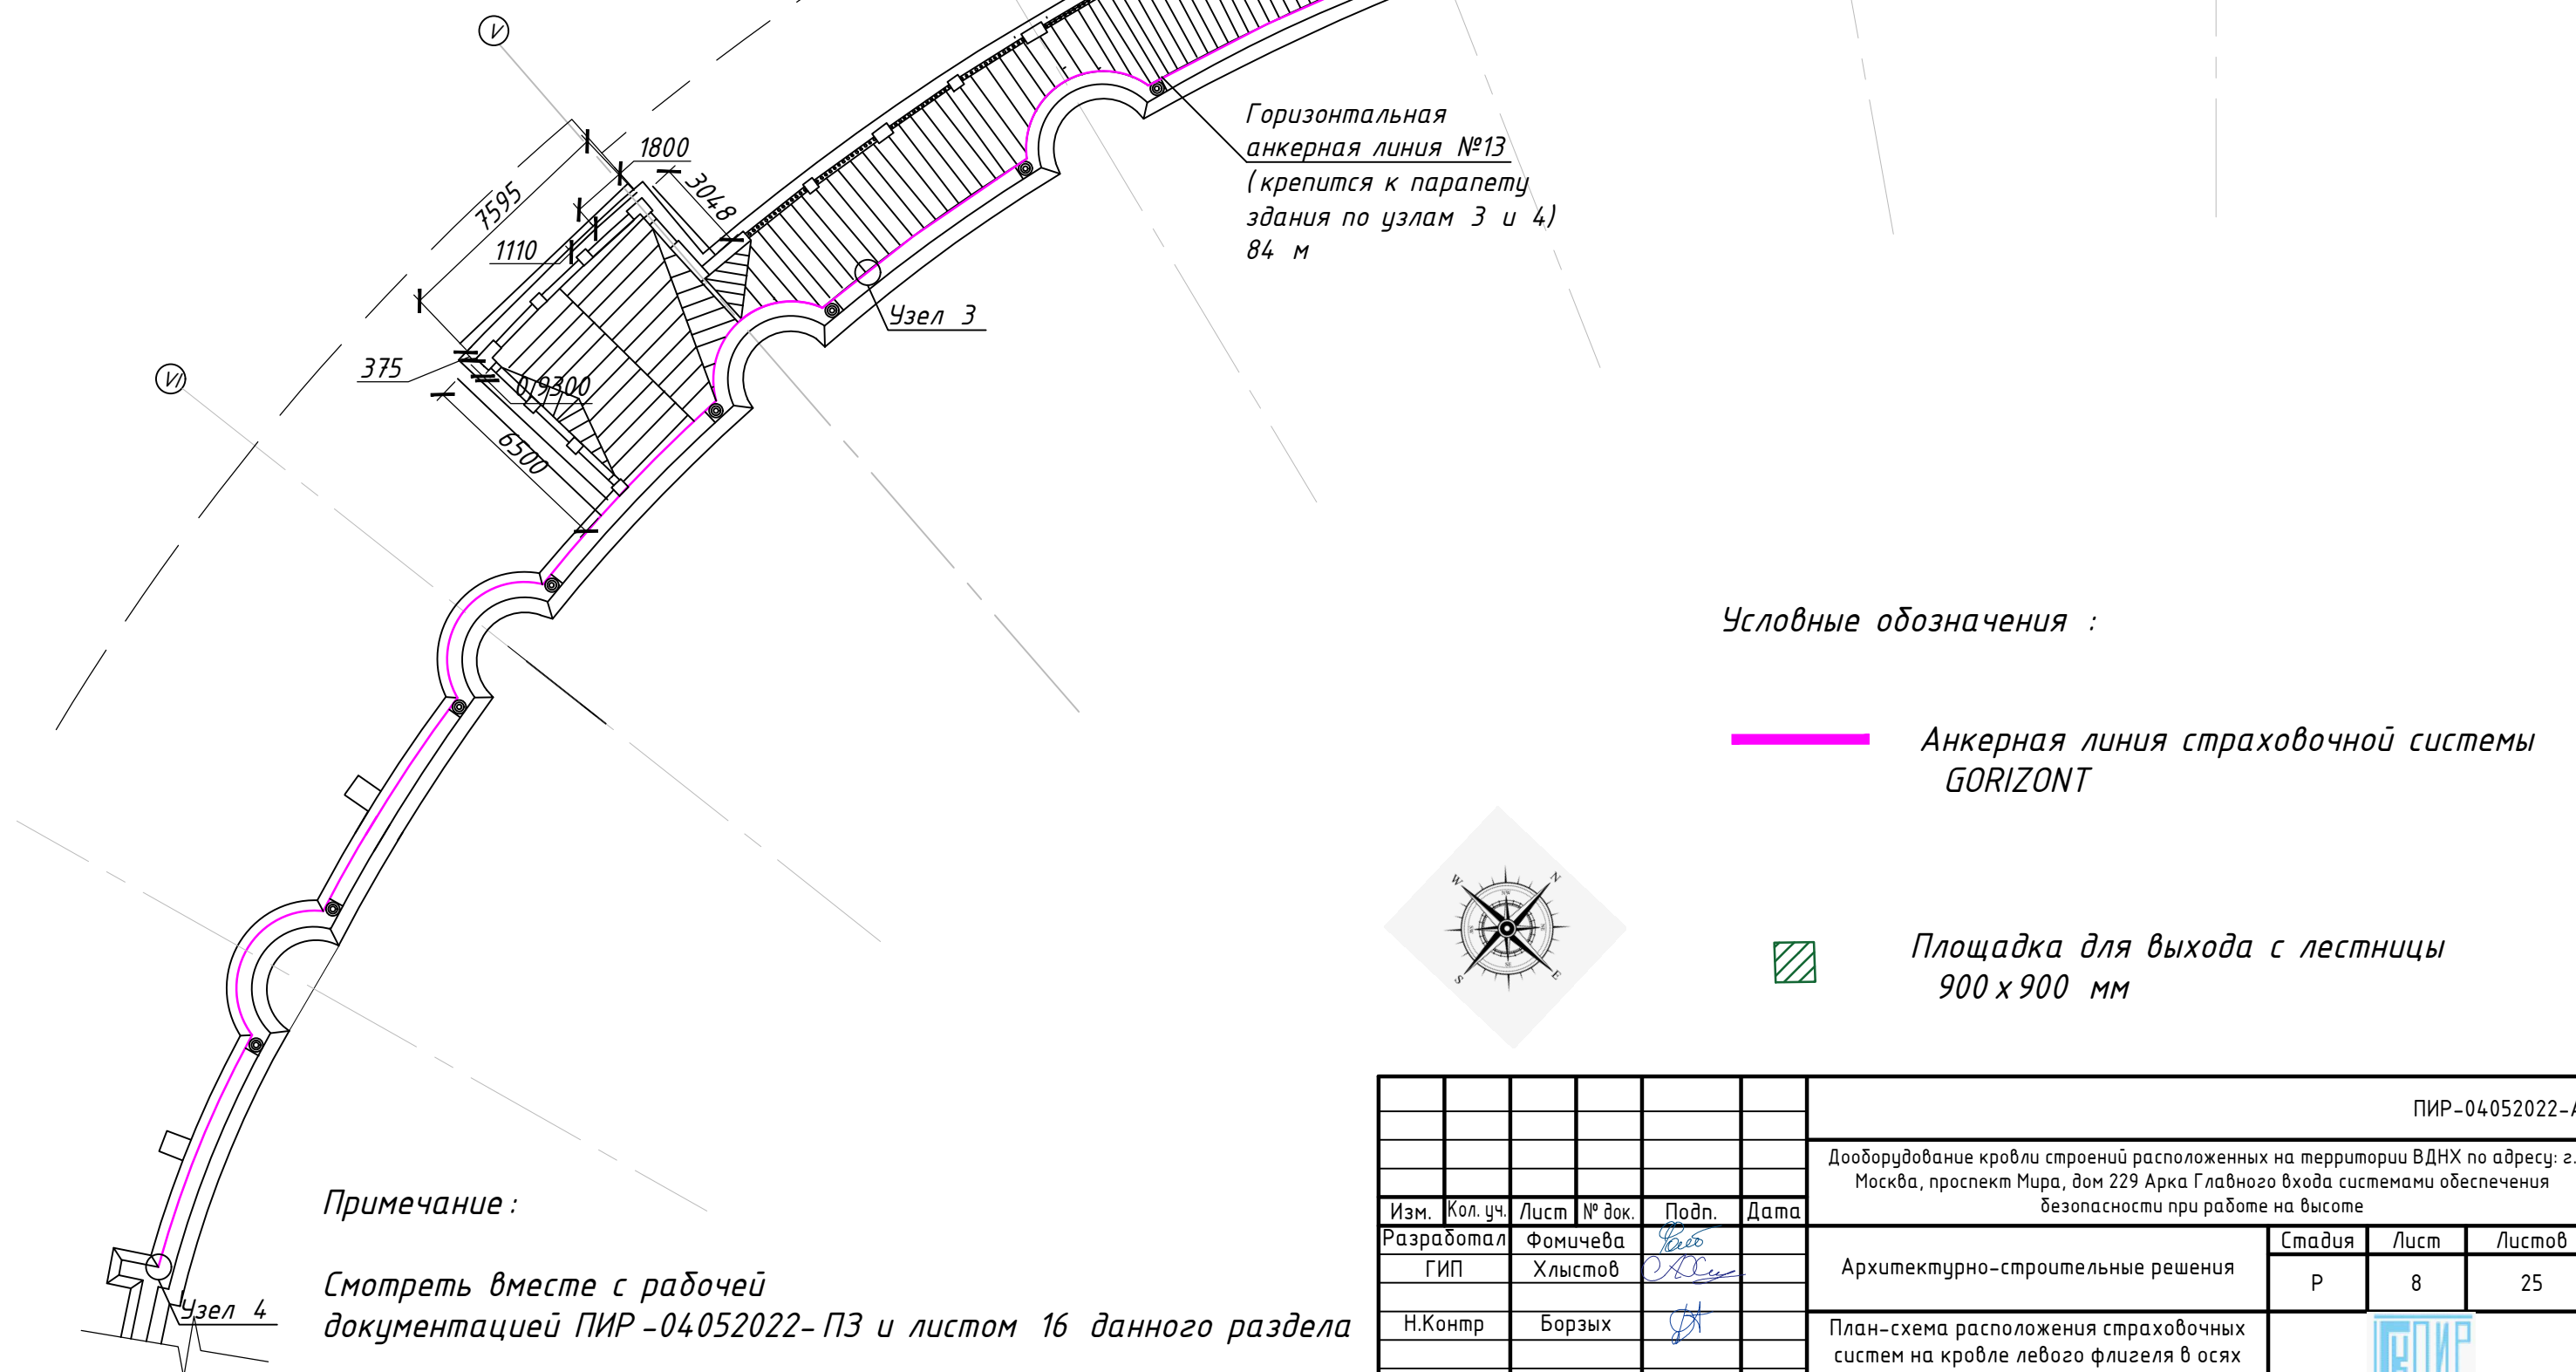 V
1800
3048
7595
1110
Горизонтальная
анкерная линия №13
(крепится к парапету
здания по узлам 3 и 4)
84 м
Узел 3
VI
375
0,9300
6500
Условные обозначения :
Анкерная линия страховочной системы
GORIZONT
W
N
NW
S
E
Площадка для выхода с лестницы
900 х 900 мм
Примечание :
Смотреть вместе с рабочей
документацией ПИР -04052022- ПЗ и листом 16 данного раздела
Узел 4
ПИР-04052022-А
Дооборудование кровли строений расположенных на территории ВДНХ по адресу: г.
Москва, проспект Мира, дом 229 Арка Главного входа системами обеспечения
безопасности при работе на высоте
Изм. Кол. уч. Лист № док. Подп. Дата
Разработал Фомичева
ГИП Хлыстов
Н.Контр Борзых
Архитектурно-строительные решения
Стадия Лист Листов
Р 8 25
План-схема расположения страховочных
систем на кровле левого флигеля в осях
ПИР